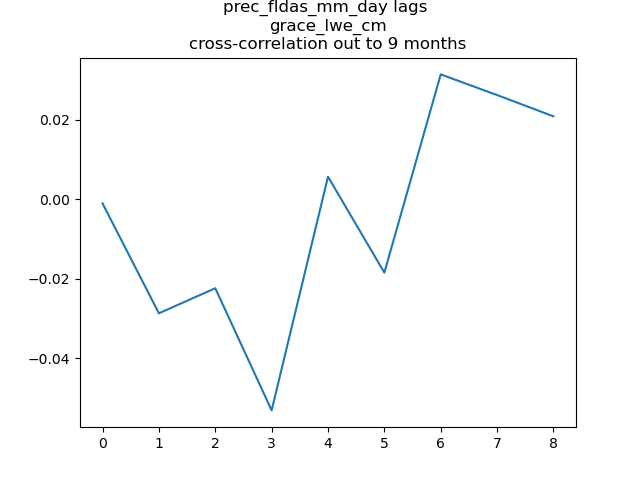 prec_fldas_mm_day lags
grace_lwe_cm
cross-correlation out to 9 months
0.02
0.00
−0.02
−0.04
0 1 2 3 4 5 6 7 8